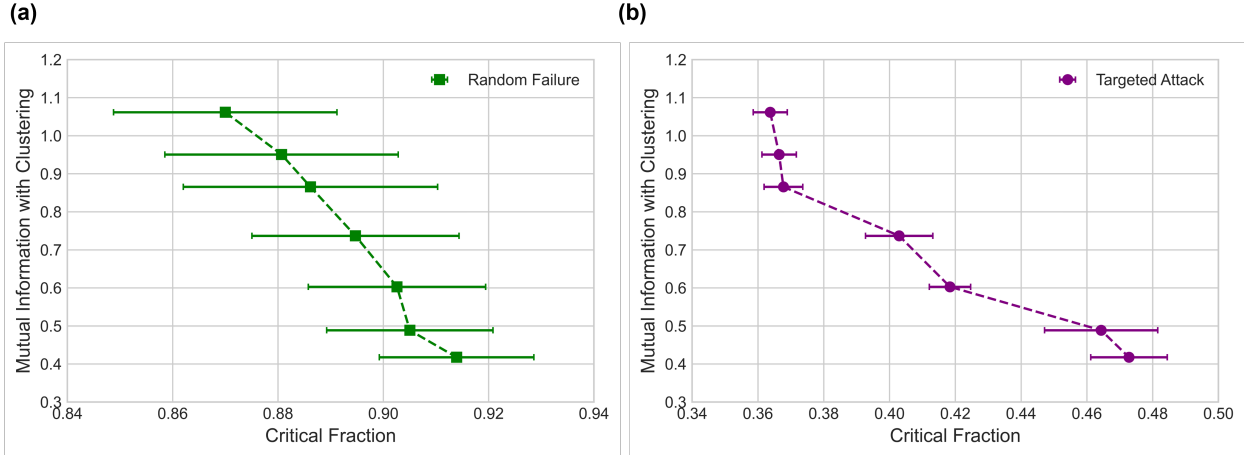 (a)
(b)
Mutual Information with Clustering
1.2
1.1
1.0
0.9
0.8
0.7
0.6
0.5
0.4
0.3
Random Failure
0.84 0.86 0.88 0.90 0.92 0.94
Critical Fraction
Mutual Information with Clustering
1.2
1.1
1.0
0.9
0.8
0.7
0.6
0.5
0.4
0.3
Targeted Attack
0.34 0.36 0.38 0.40 0.42 0.44 0.46 0.48 0.50
Critical Fraction